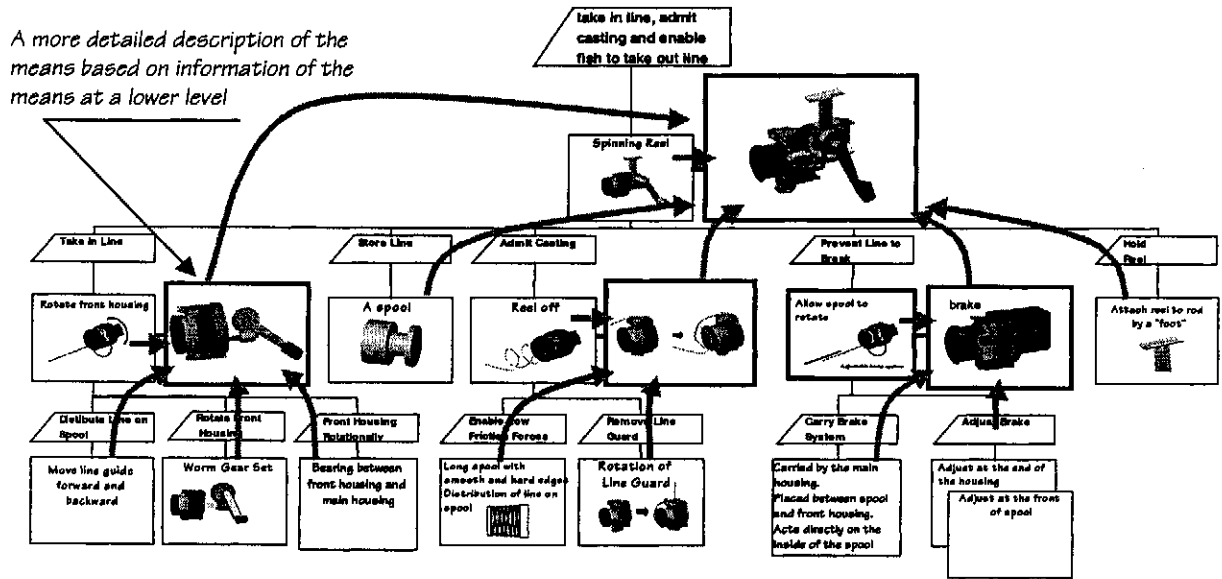 take in line, admit
casting and enable
fish to take out line
A more detailed description of the
means based on information of the
means at a lower level
Spinning Reel
Take in Line
Store Line
Admit Casting
Prevent Line to
Break
Hold
Reel
Rotate front housing
A spool
Reel off
Allow spool to
rotate
brake
Attach reel to rod
by a "foot"
Distibute Line on
Spool
Rotate Front
Housing
Front Housing
Rotationally
Enable Low
Friction Forces
Remove Line
Guard
Carry Brake
System
Adjust Brake
Move line guide
forward and
backward
Worm Gear Set
Bearing between
front housing and
main housing
Long spool with
smooth and hard edges
Distribution of line on
spool
Rotation of
Line Guard
Carried by the main
housing.
Placed between spool
and front housing.
Acts directly on the
inside of the spool
Adjust at the end of
the housing
Adjust at the front
of spool